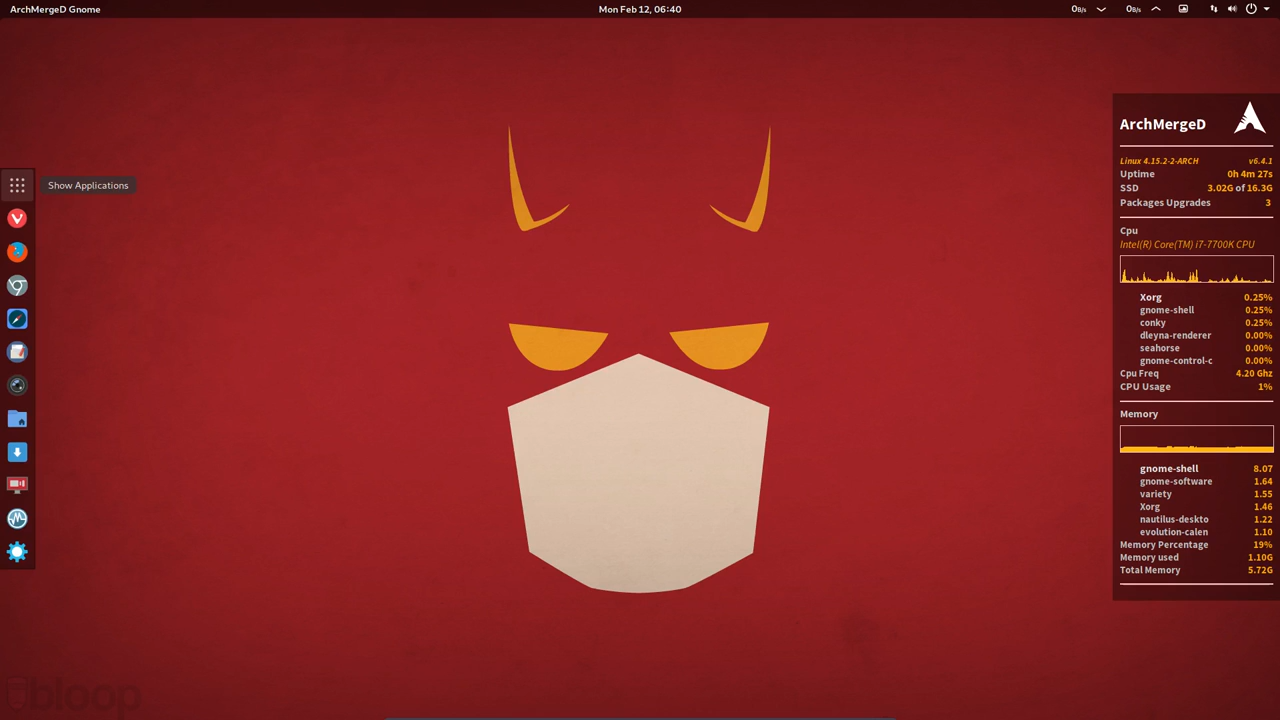 ArchMergeD Gnome
Mon Feb 12, 06:40
0B/s
0B/s
Show Applications
ArchMergeD
Linux 4.15.2-2-ARCH v6.4.1
Uptime 0h 4m 27s
SSD 3.02G of 16.3G
Packages Upgrades 3
Cpu
Intel(R) Core(TM) i7-7700K CPU
Xorg 0.25%
gnome-shell 0.25%
conky 0.25%
dleyna-renderer 0.00%
seahorse 0.00%
gnome-control-c 0.00%
Cpu Freq 4.20 Ghz
CPU Usage 1%
Memory
gnome-shell 8.07
gnome-software 1.64
variety 1.55
Xorg 1.46
nautilus-deskto 1.22
evolution-calen 1.10
Memory Percentage 19%
Memory used 1.10G
Total Memory 5.72G
bloop